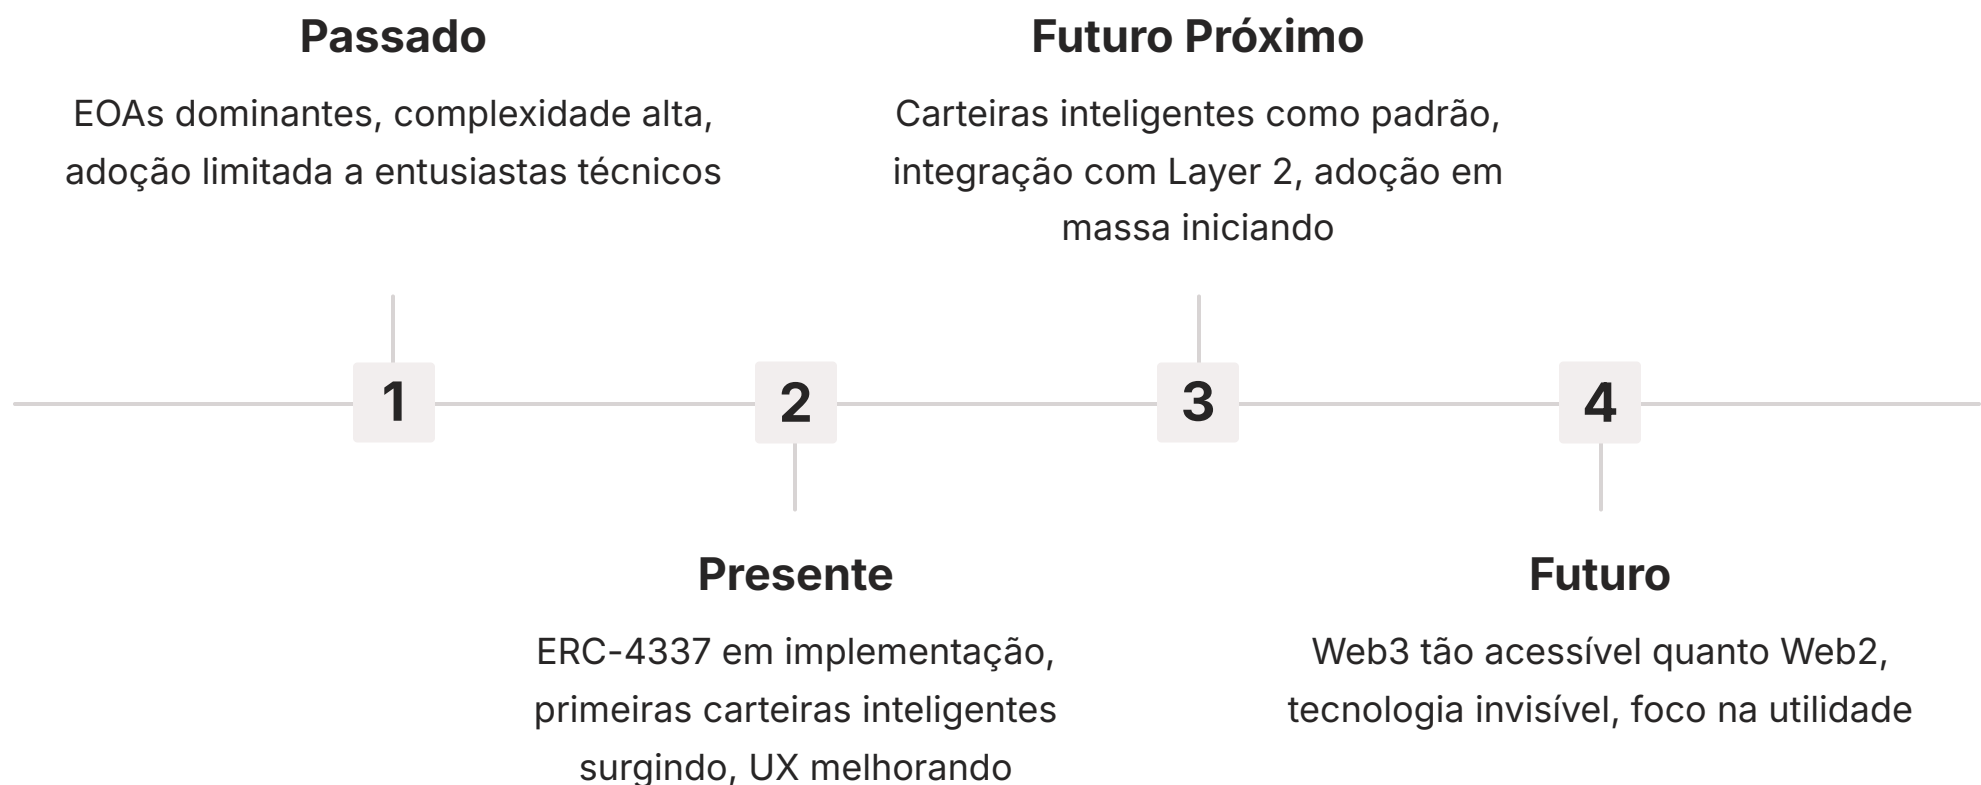 Passado
EOAs dominantes, complexidade alta,
adoção limitada a entusiastas técnicos
Futuro Próximo
Carteiras inteligentes como padrão,
integração com Layer 2, adoção em
massa iniciando
1
2
3
4
Presente
ERC-4337 em implementação,
primeiras carteiras inteligentes
surgindo, UX melhorando
Futuro
Web3 tão acessível quanto Web2,
tecnologia invisível, foco na utilidade